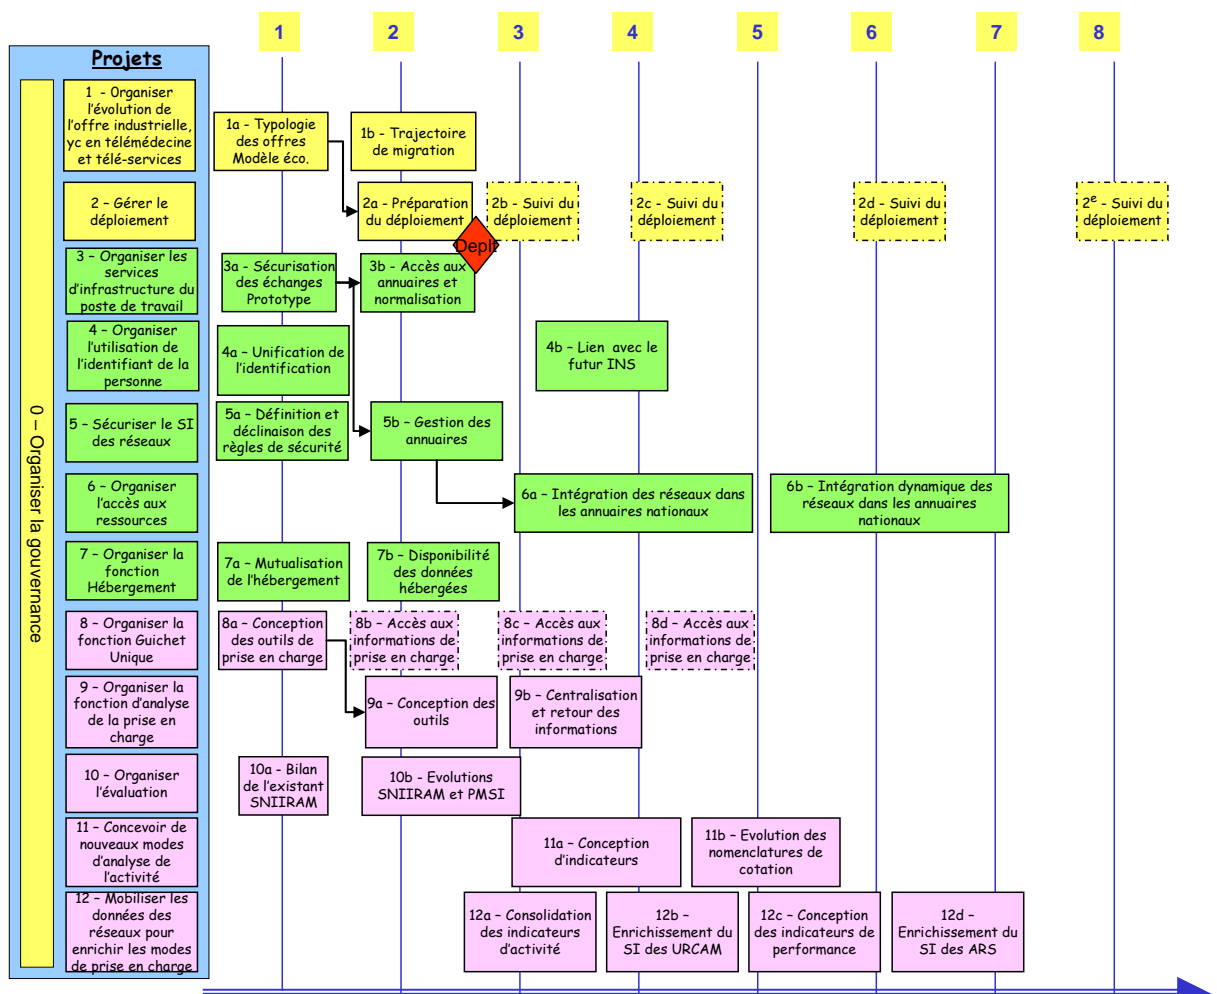 1 2 3 4 5 6 7 8
Projets
0 – Organiser la gouvernance
1 - Organiser
l'évolution de
l'offre industrielle,
yc en télémédecine
et télé-services
1a - Typologie
des offres
Modèle éco.
1b - Trajectoire
de migration
2 – Gérer le
déploiement
2a - Préparation
du déploiement
2b - Suivi du
déploiement
2c - Suivi du
déploiement
2d - Suivi du
déploiement
2e - Suivi du
déploiement
Deplt
3 – Organiser les
services
d'infrastructure du
poste de travail
3a - Sécurisation
des échanges
Prototype
3b - Accès aux
annuaires et
normalisation
4 – Organiser
l'utilisation de
l'identifiant de la
personne
4a – Unification de
l'identification
4b – Lien avec le
futur INS
5 – Sécuriser le SI
des réseaux
5a – Définition et
déclinaison des
règles de sécurité
5b – Gestion des
annuaires
6 – Organiser
l'accès aux
ressources
6a – Intégration des réseaux dans
les annuaires nationaux
6b – Intégration dynamique des
réseaux dans les annuaires
nationaux
7 – Organiser la
fonction
Hébergement
7a – Mutualisation
de l'hébergement
7b – Disponibilité
des données
hébergées
8 – Organiser la
fonction Guichet
Unique
8a – Conception
des outils de
prise en charge
8b – Accès aux
informations de
prise en charge
8c – Accès aux
informations de
prise en charge
8d – Accès aux
informations de
prise en charge
9 – Organiser la
fonction d'analyse
de la prise en
charge
9a – Conception des
outils
9b – Centralisation
et retour des
informations
10 – Organiser
l'évaluation
10a - Bilan
de l'existant
SNIIRAM
10b - Evolutions
SNIIRAM et PMSI
11 – Concevoir de
nouveaux modes
d'analyse de
l'activité
11a – Conception
d'indicateurs
11b – Evolution des
nomenclatures de
cotation
12 – Mobiliser les
données des
réseaux pour
enrichir les modes
de prise en charge
12a – Consolidation
des indicateurs
d'activité
12b –
Enrichissement du
SI des URCAM
12c – Conception
des indicateurs de
performance
12d –
Enrichissement du
SI des ARS